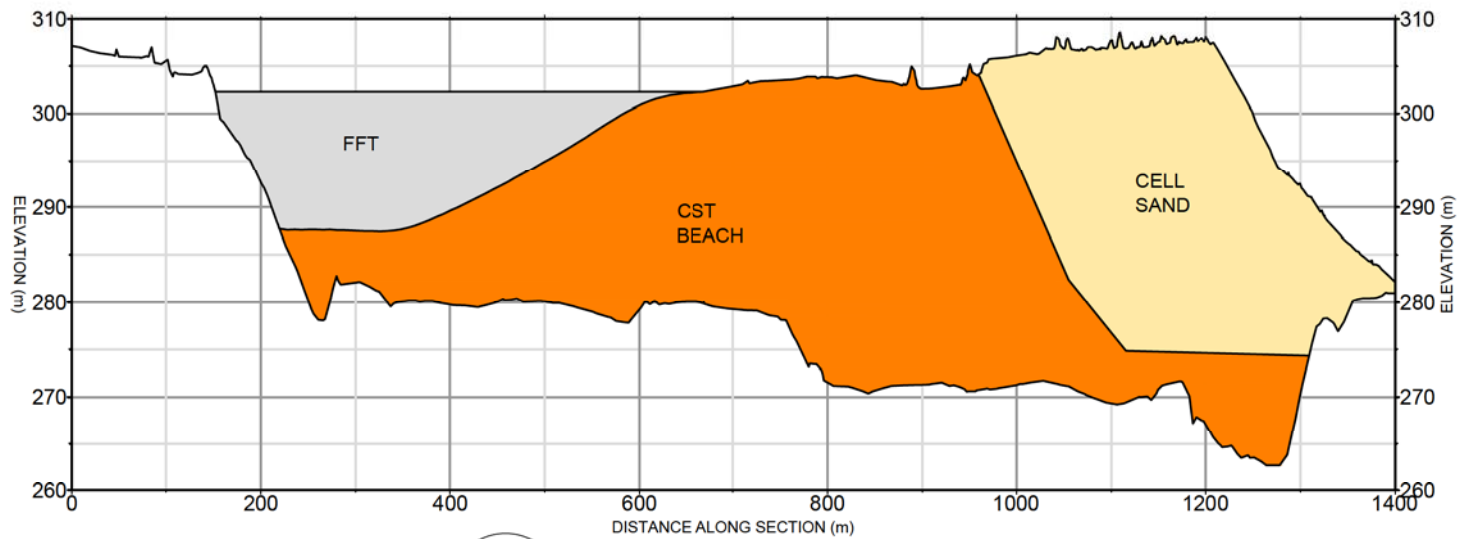 310
300
290
280
270
260
ELEVATION (m)
FFT
CST
BEACH
CELL
SAND
310
300
290
280
270
260
ELEVATION (m)
0
200
400
600
800
1000
1200
1400
DISTANCE ALONG SECTION (m)